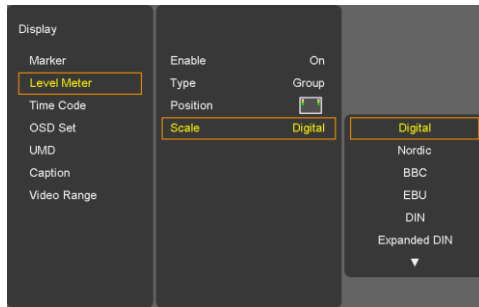 Display
Marker
Level Meter
Time Code
OSD Set
UMD
Caption
Video Range
Enable On
Type Group
Position
Scale Digital
Digital
Nordic
BBC
EBU
DIN
Expanded DIN